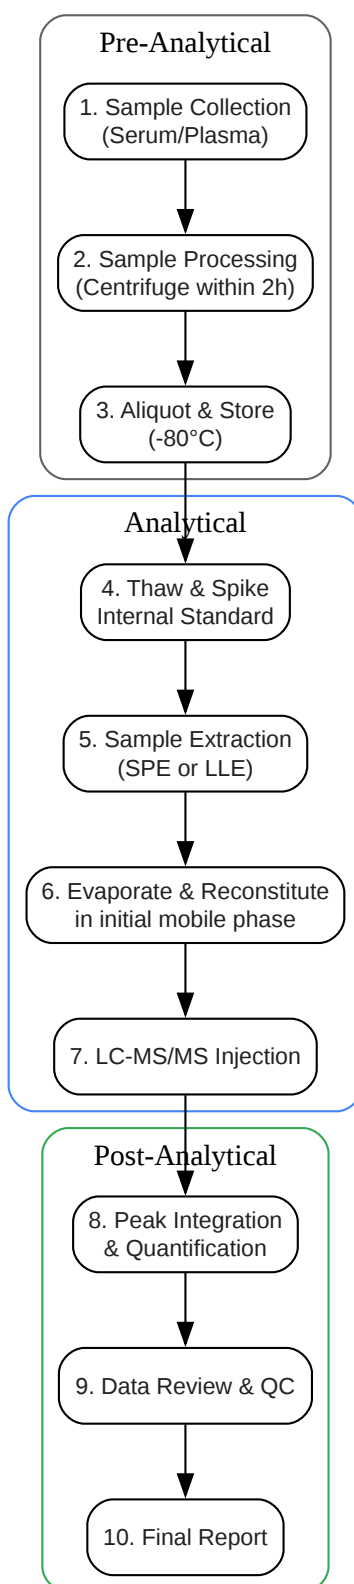 Pre-Analytical
1. Sample Collection
(Serum/Plasma)
2. Sample Processing
(Centrifuge within 2h)
3. Aliquot & Store
(-80°C)
Analytical
4. Thaw & Spike
Internal Standard
5. Sample Extraction
(SPE or LLE)
6. Evaporate & Reconstitute
in initial mobile phase
7. LC-MS/MS Injection
Post-Analytical
8. Peak Integration
& Quantification
9. Data Review & QC
10. Final Report